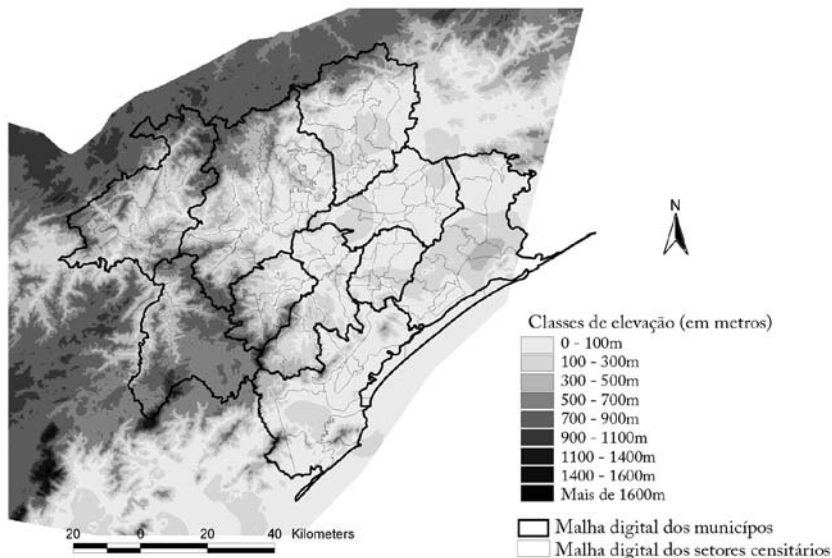 N
Classes de elevação (em metros)
0 - 100m
100 - 300m
300 - 500m
500 - 700m
700 - 900m
900 - 1100m
1100 - 1400m
1400 - 1600m
Mais de 1600m
Malha digital dos municípos
Malha digital dos setores censitários
20 0 20 40 Kilometers